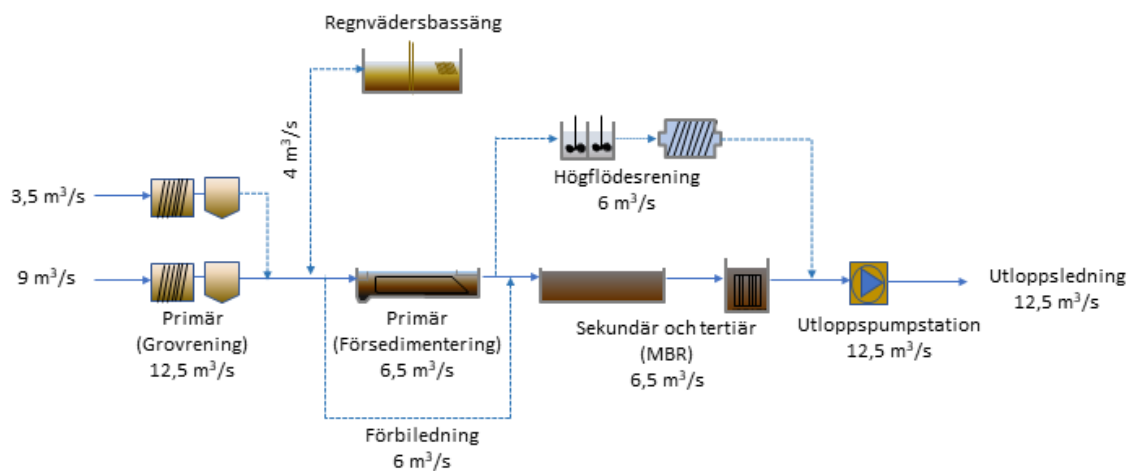 Regnvädersbassäng
4 m³/s
Högflödesrening
6 m³/s
3,5 m³/s
9 m³/s
Primär
(Grovrening)
12,5 m³/s
Primär
(Försedimentering)
6,5 m³/s
Sekundär och tertiär
(MBR)
6,5 m³/s
Utloppspumpstation
12,5 m³/s
Utloppsledning
12,5 m³/s
Förbiledning
6 m³/s